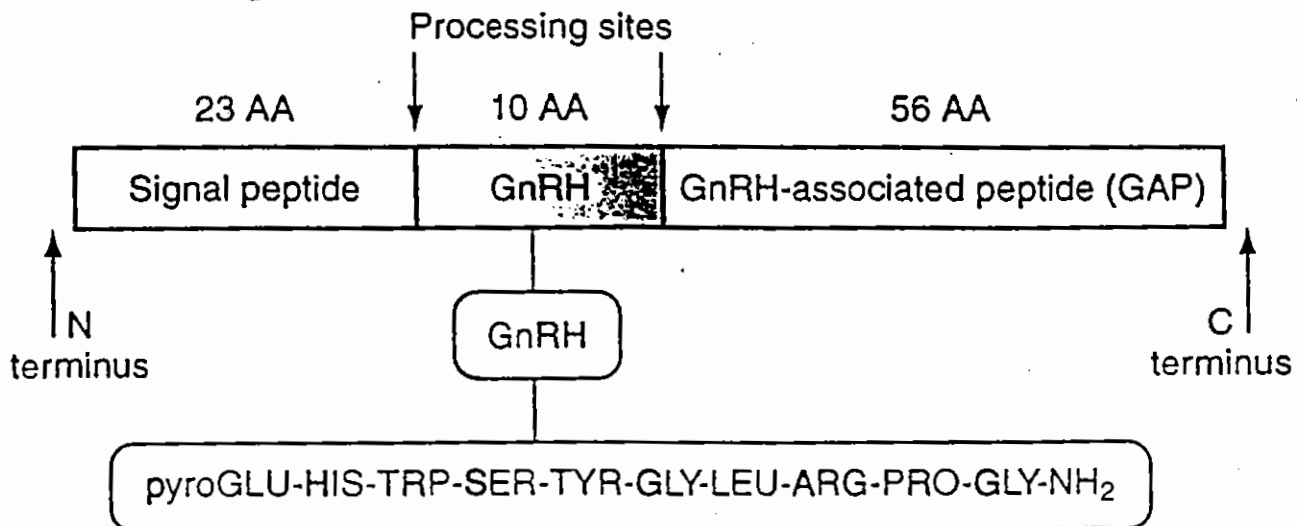 Processing sites
23 AA 10 AA 56 AA
Signal peptide GnRH GnRH-associated peptide (GAP)
N terminus
C terminus
GnRH
pyroGLU-HIS-TRP-SER-TYR-GLY-LEU-ARG-PRO-GLY-NH₂